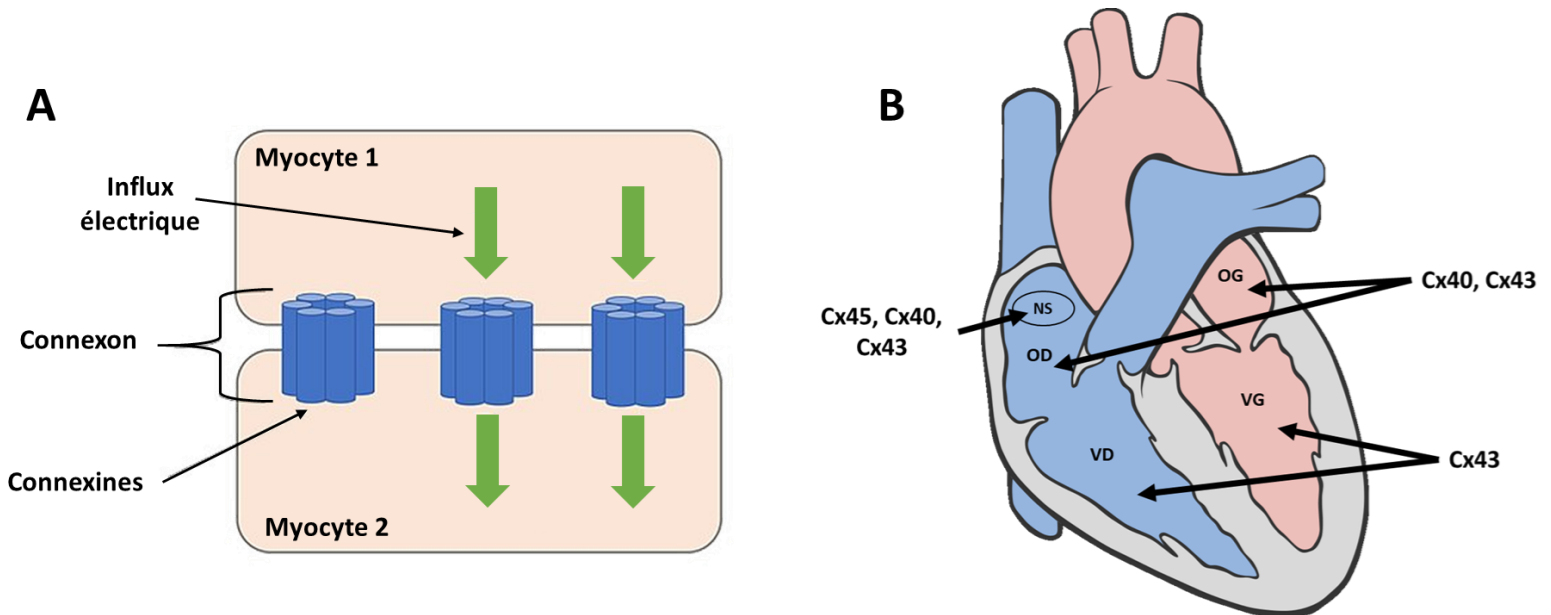 A
Myocyte 1
Influx
électrique
Connexon
Connexines
Myocyte 2
B
OG
Cx40, Cx43
NS
Cx45, Cx40,
Cx43
OD
VG
VD
Cx43